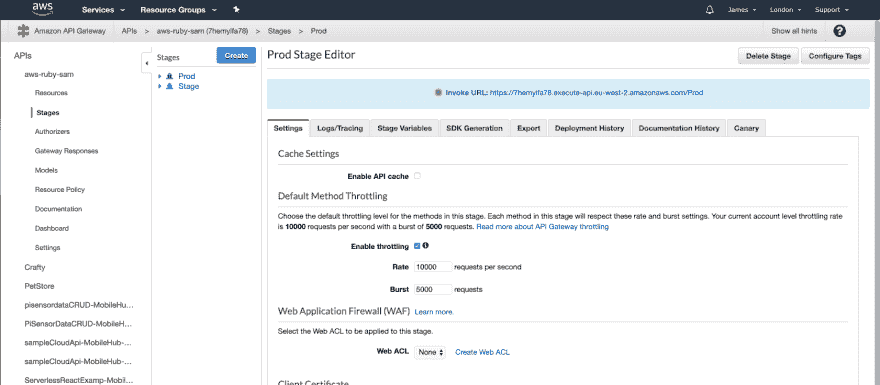 aws Services Resource Groups James London Support
Amazon API Gateway APIs > aws-ruby-sam (7hemylfa78) > Stages > Prod Show all hints ?
APIs
aws-ruby-sam
Resources
Stages
Authorizers
Gateway Responses
Models
Resource Policy
Documentation
Dashboard
Settings
Crafty
PetStore
pisensordataCRUD-MobileHu...
PiSensorDataCRUD-MobileH...
sampleCloudApi-MobileHub-...
sampleCloudApi-MobileHub-...
ServerlessReactExamp-Mobil...
Stages Create
Prod
Stage
Prod Stage Editor Delete Stage Configure Tags
Invoke URL: https://7hemylfa78.execute-api.eu-west-2.amazonaws.com/Prod
Settings Logs/Tracing Stage Variables SDK Generation Export Deployment History Documentation History Canary
Cache Settings
Enable API cache
Default Method Throttling
Choose the default throttling level for the methods in this stage. Each method in this stage will respect these rate and burst settings. Your current account level throttling rate
is 10000 requests per second with a burst of 5000 requests. Read more about API Gateway throttling
Enable throttling
Rate 10000 requests per second
Burst 5000 requests
Web Application Firewall (WAF) Learn more.
Select the Web ACL to be applied to this stage.
Web ACL None Create Web ACL
Client Certificate